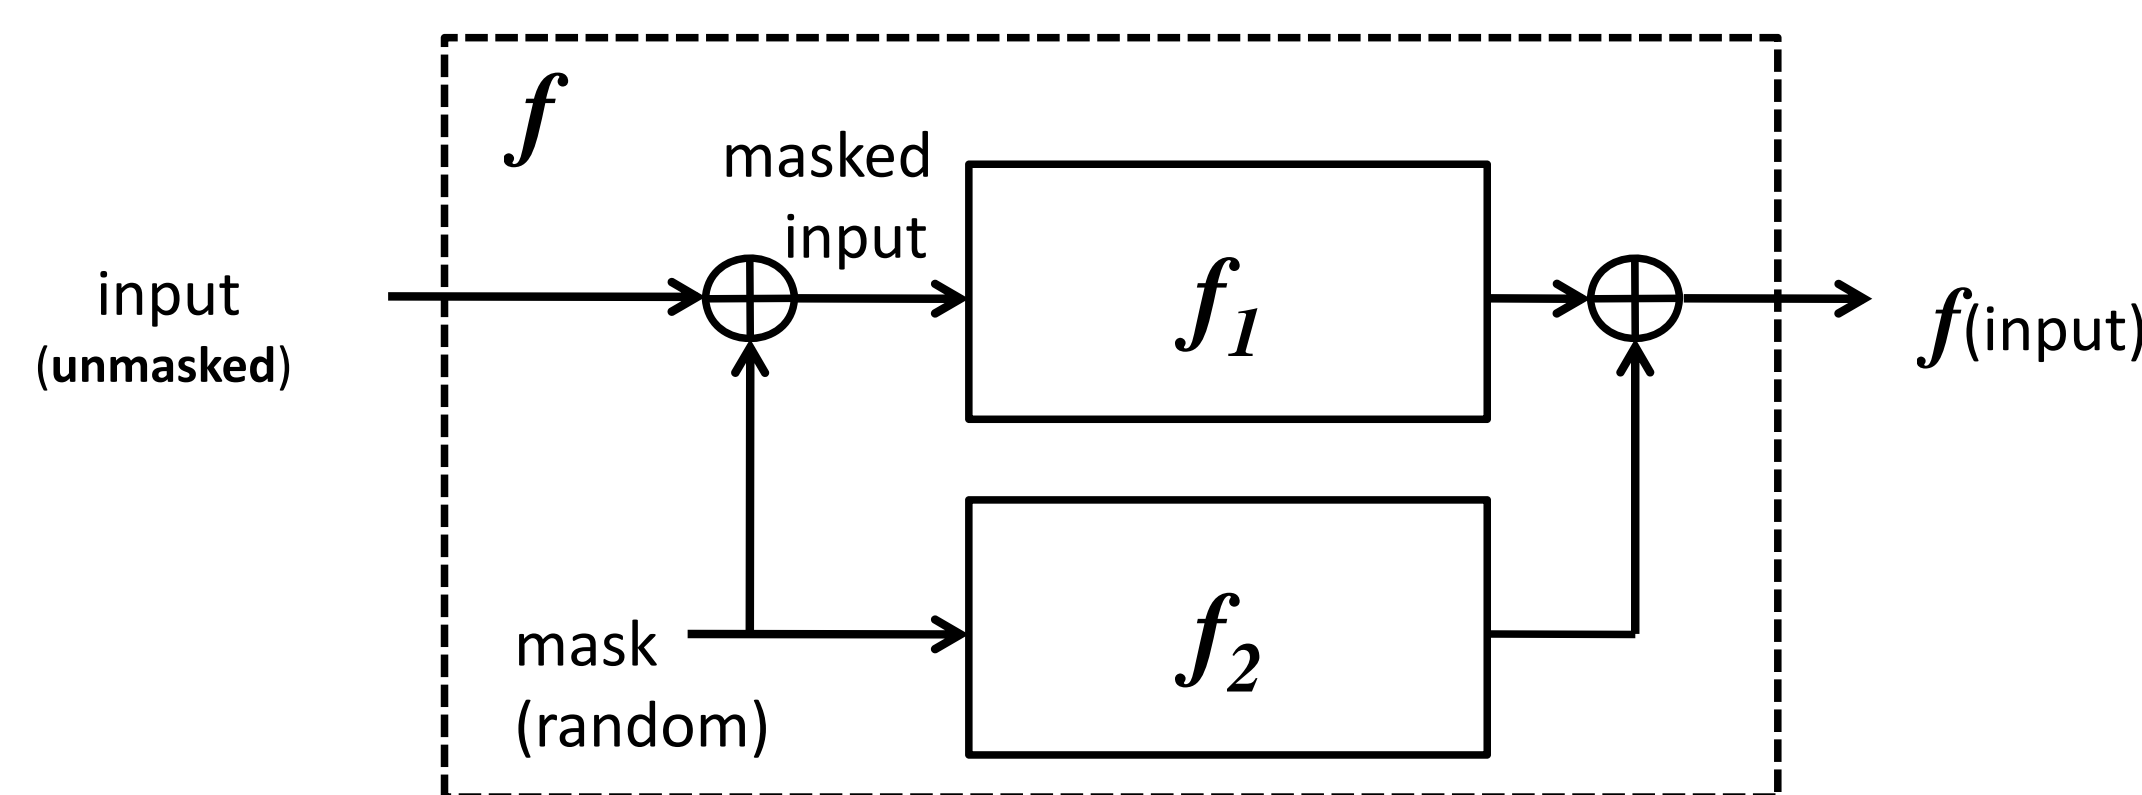 f
masked
input
input
(unmasked)
f1
f(input)
mask
(random)
f2